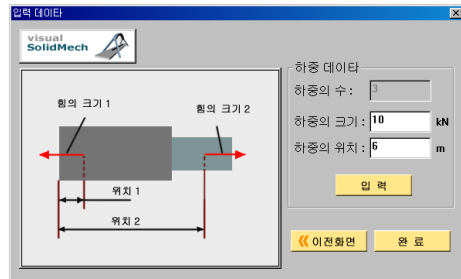 입력 데이타
visual
SolidMech
힘의 크기 1
힘의 크기 2
위치 1
위치 2
하중 데이타
하중의 수 : 3
하중의 크기 : 10 kN
하중의 위치 : 6 m
입 력
이전화면
완 료